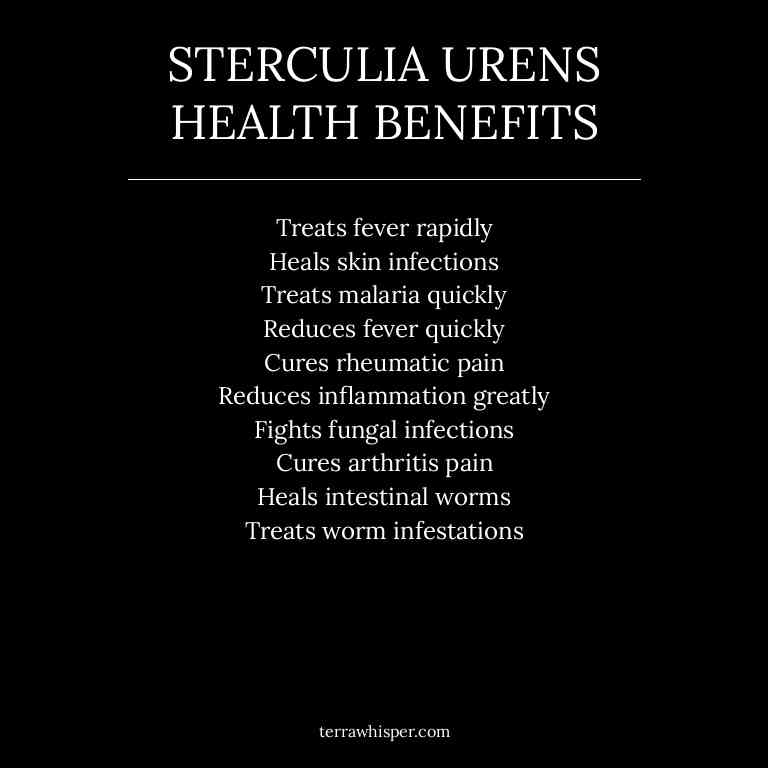 STERCULIA URENS
HEALTH BENEFITS
Treats fever rapidly
Heals skin infections
Treats malaria quickly
Reduces fever quickly
Cures rheumatic pain
Reduces inflammation greatly
Fights fungal infections
Cures arthritis pain
Heals intestinal worms
Treats worm infestations
terrawhisper.com